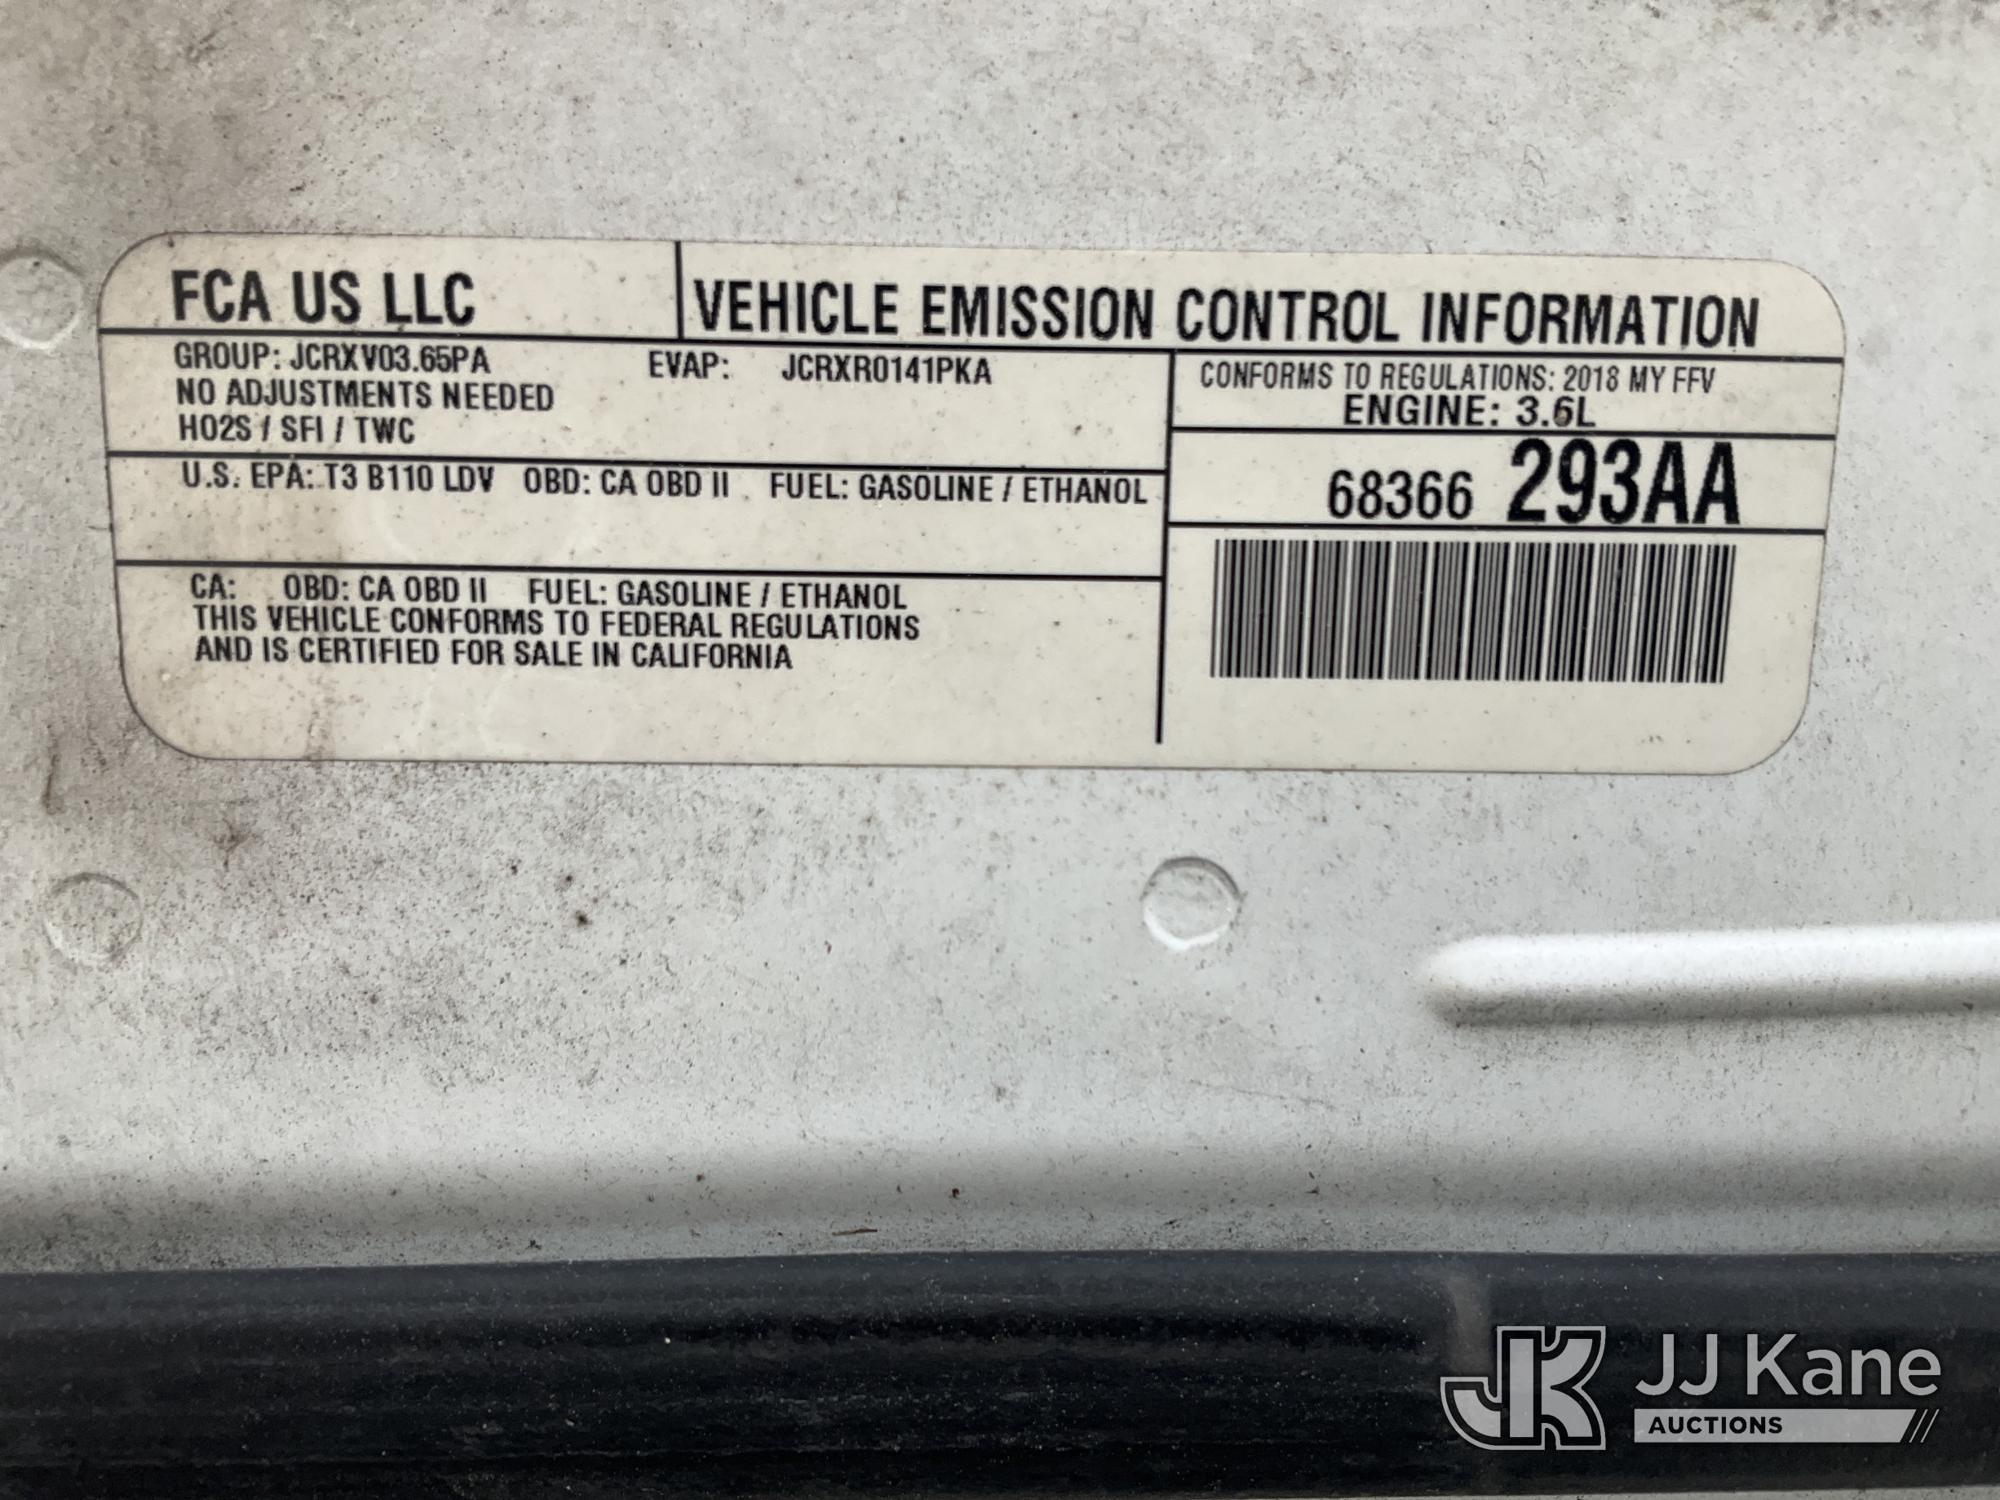 FCA US LLC
VEHICLE EMISSION CONTROL INFORMATION
GROUP: JCRXV03.65PA EVAP: JCRXR0141PKA
NO ADJUSTMENTS NEEDED
HO2S / SFI / TWC
CONFORMS TO REGULATIONS: 2018 MY FFV
ENGINE: 3.6L
68366 293AA
U.S. EPA: T3 B110 LDV OBD: CA OBD II FUEL: GASOLINE / ETHANOL
CA: OBD: CA OBD II FUEL: GASOLINE / ETHANOL
THIS VEHICLE CONFORMS TO FEDERAL REGULATIONS
AND IS CERTIFIED FOR SALE IN CALIFORNIA
JK JJ Kane
AUCTIONS